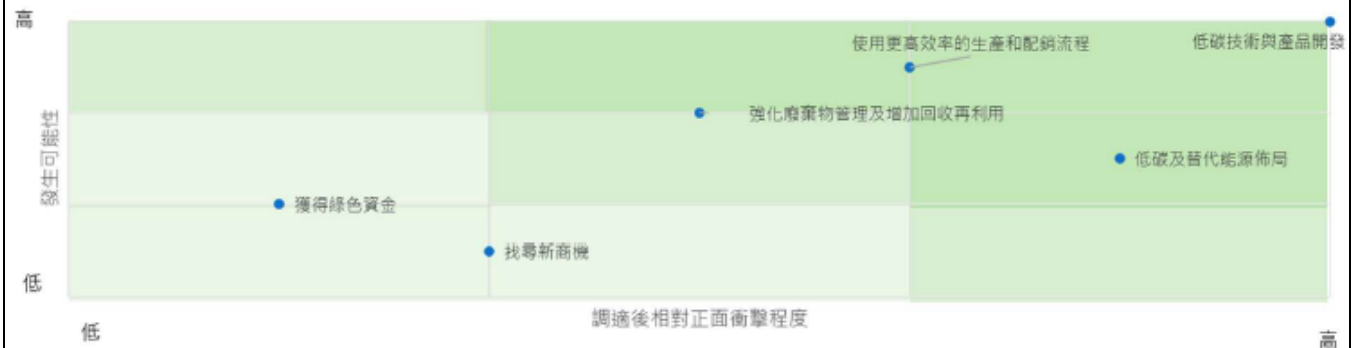 高
使用更高效率的生產和配銷流程
低碳技術與產品開發
強化廢棄物管理及增加回收再利用
發生可能性
低碳及替代能源佈局
獲得綠色資金
找尋新商機
低
調適後相對正面衝擊程度
低
高